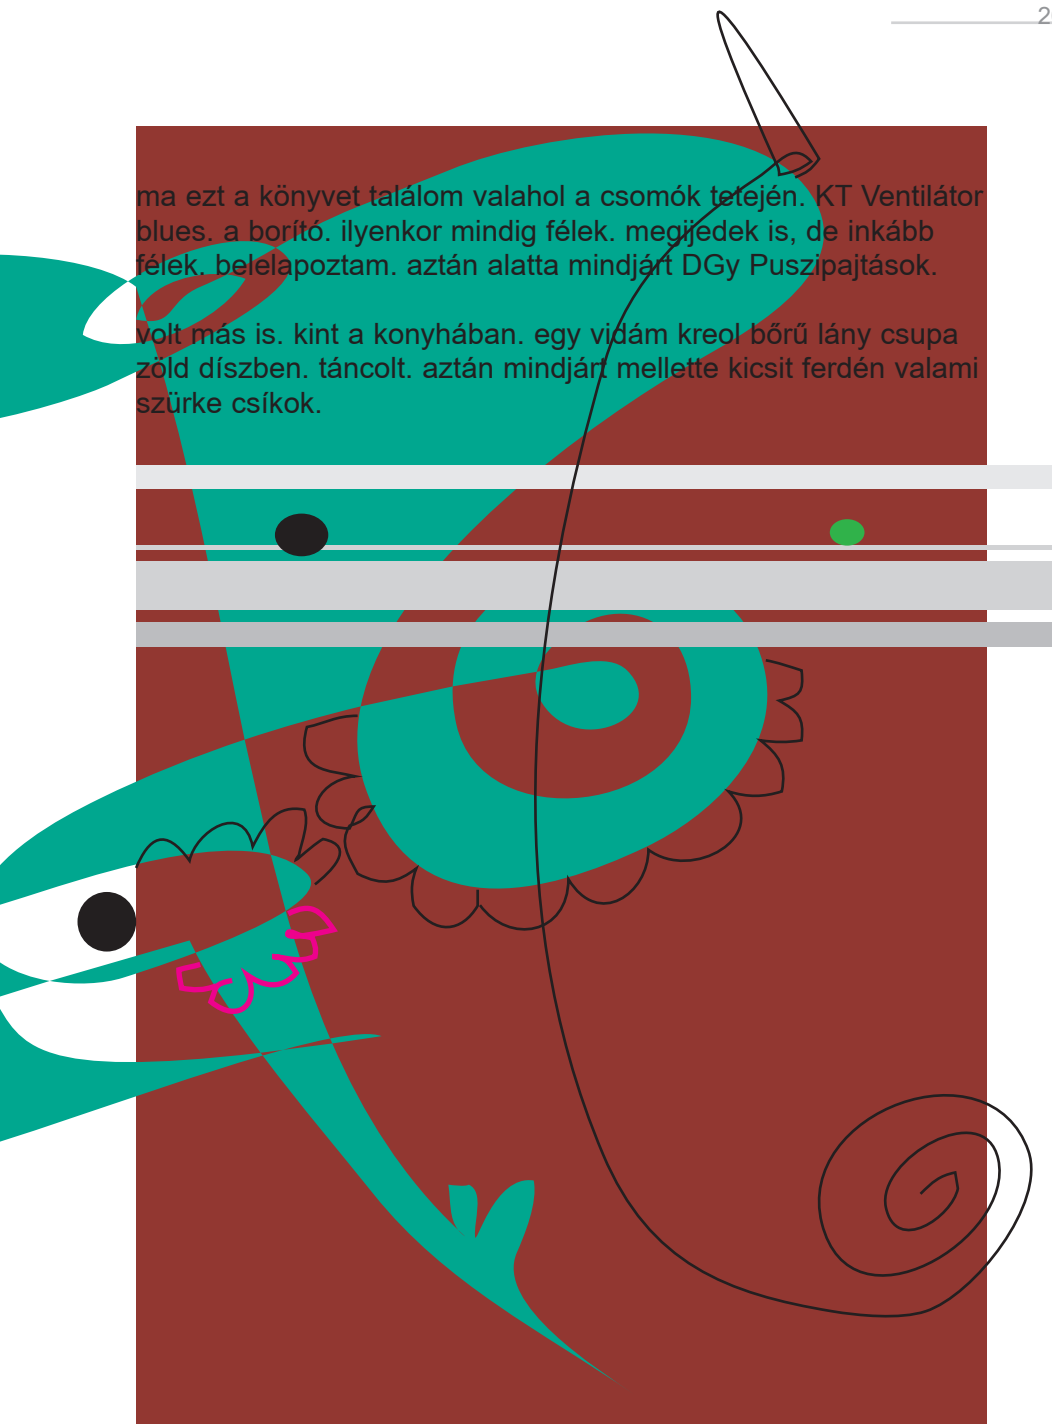 2
ma ezt a könyvet találom valahol a csomók tetején. KT Ventilátor
blues. a borító. ilyenkor mindig félek. megijedek is, de inkább
félek. belelapoztam. aztán alatta mindjárt DGy Puszipajtások.
volt más is. kint a konyhában. egy vidám kreol bőrű lány csupa
zöld díszben. táncolt. aztán mindjárt mellette kicsit ferdén valami
szürke csíkok.